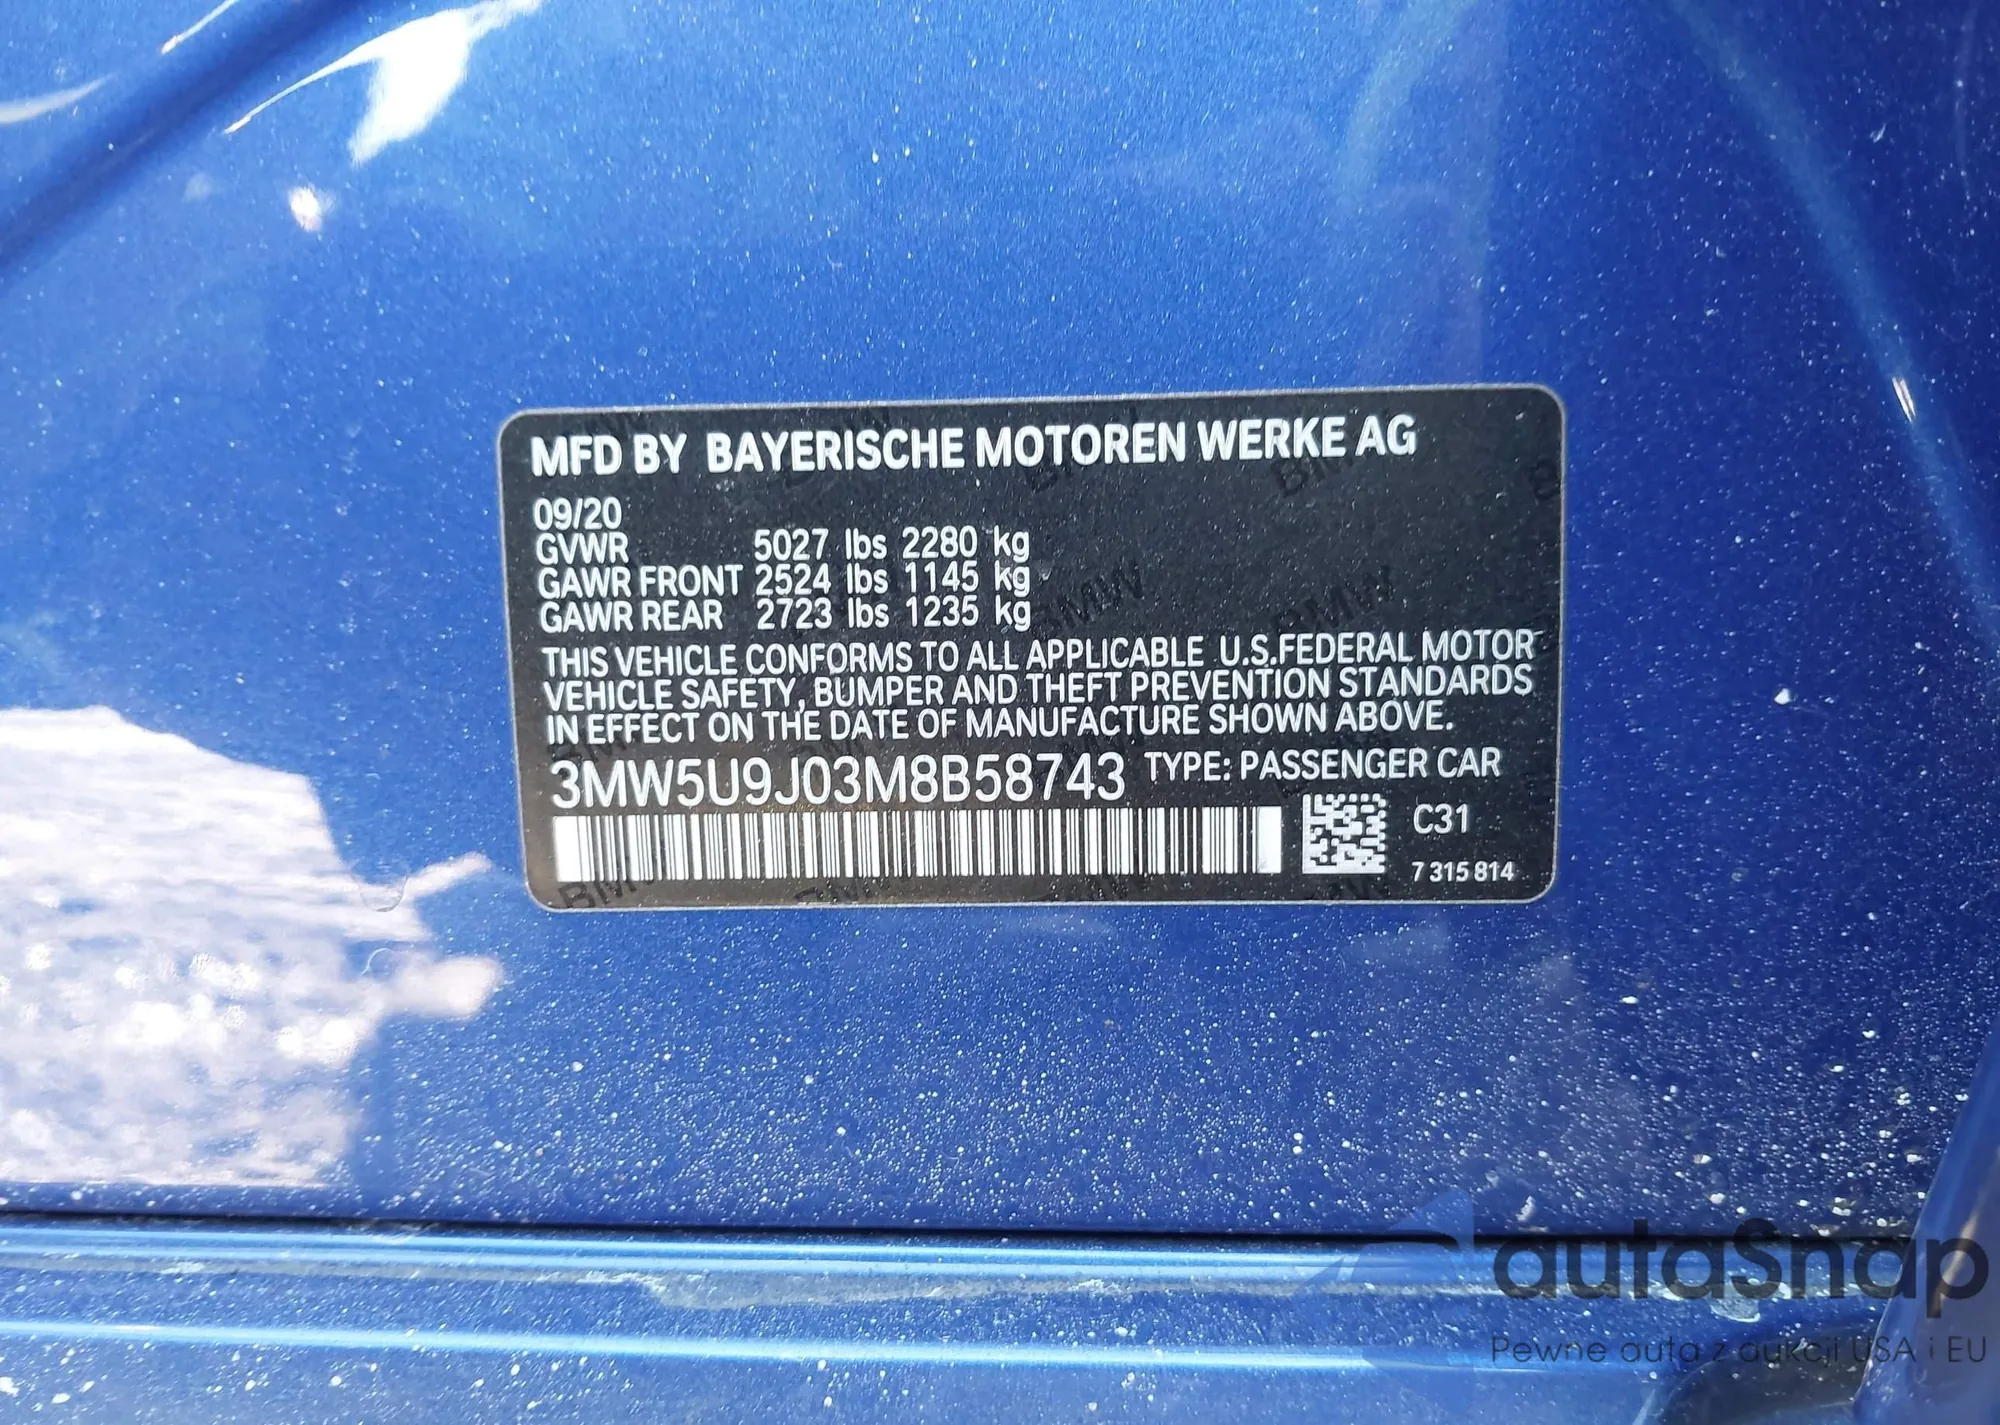 MFD BY BAYERISCHE MOTOREN WERKE AG
09/20
GVWR 5027 lbs 2280 kg
GAWR FRONT 2524 lbs 1145 kg
GAWR REAR 2723 lbs 1235 kg
THIS VEHICLE CONFORMS TO ALL APPLICABLE U.S.FEDERAL MOTOR
VEHICLE SAFETY, BUMPER AND THEFT PREVENTION STANDARDS
IN EFFECT ON THE DATE OF MANUFACTURE SHOWN ABOVE.
3MW5U9J03M8B58743 TYPE: PASSENGER CAR
C31
7 315 814
autaSnap
Pewne auta z aukcji USA i EU